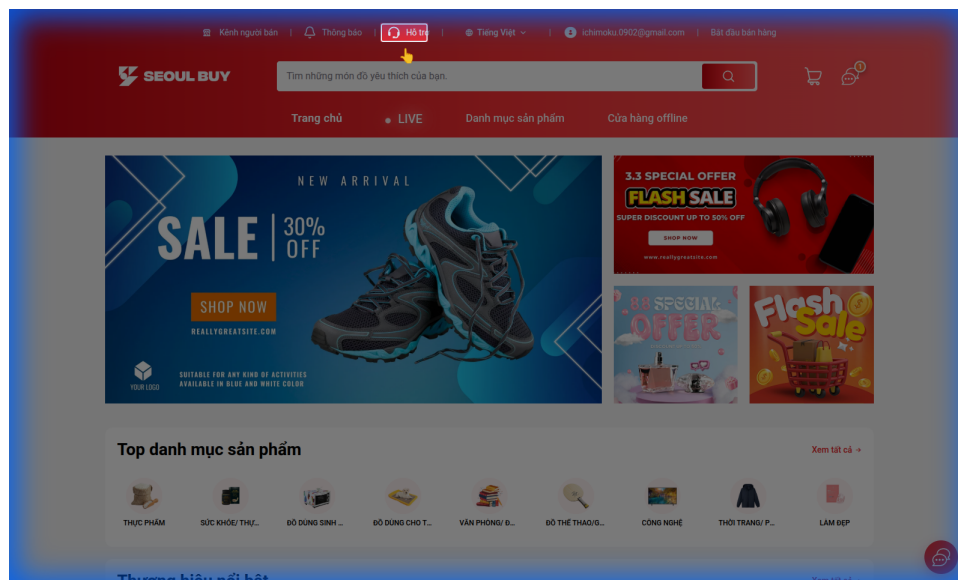 Kênh người bán | Thông báo | Hỗ trợ | Tiếng Việt | ichimoku.0902@gmail.com | Bắt đầu bán hàng
SEOUL BUY
Tìm những món đồ yêu thích của bạn.
1
Trang chủ
LIVE
Danh mục sản phẩm
Cửa hàng offline
NEW ARRIVAL
SALE
30%
OFF
SHOP NOW
REALLYGREATSITE.COM
YOUR LOGO
SUITABLE FOR ANY KIND OF ACTIVITIES
AVAILABLE IN BLUE AND WHITE COLOR
3.3 SPECIAL OFFER
FLASH SALE
SUPER DISCOUNT UP TO 50% OFF
SHOP NOW
www.reallygreatsite.com
3.3 SPECIAL
OFFER
Flash
Sale
Top danh mục sản phẩm
Xem tất cả →
THỰC PHẨM
SỨC KHỎE/ THỰ...
ĐỒ DÙNG SINH ...
ĐỒ DÙNG CHO T...
VĂN PHÒNG/ Đ...
ĐỒ THỂ THAO/G...
CÔNG NGHỆ
THỜI TRANG/ P...
LÀM ĐẸP
Thương hiệu nổi bật